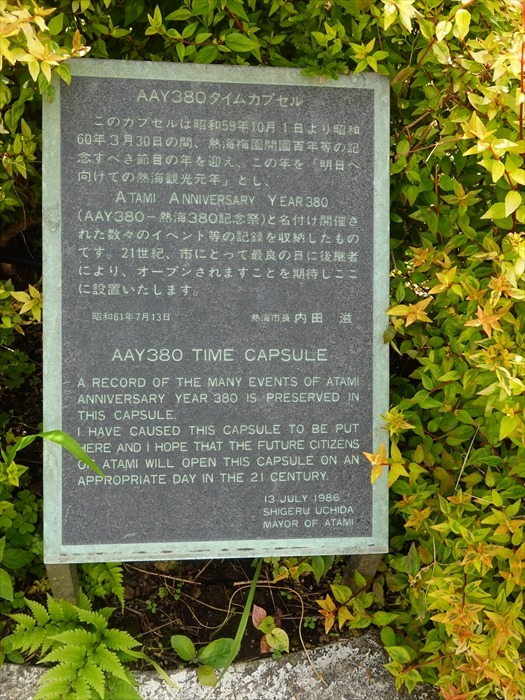 AAY380タイムカプセル
このカプセルは昭和59年10月1日より昭和
60年3月30日の間、熱海梅園開園百年等の記
念すべき節目の年を迎え、この年を「明日へ
向けての熱海観光元年」とし、
ATAMI ANNIVERSARY YEAR 380
(AAY380-熱海380記念祭)と名付け開催さ
れた数々のイベント等の記録を収納したもの
です。21世紀、市にとって最良の日に後継者
により、オープンされますことを期待しここ
に設置いたします。
昭和61年7月13日 熱海市長 内田 滋
AAY380 TIME CAPSULE
A RECORD OF THE MANY EVENTS OF ATAMI
ANNIVERSARY YEAR 380 IS PRESERVED IN
THIS CAPSULE.
I HAVE CAUSED THIS CAPSULE TO BE PUT
HERE AND I HOPE THAT THE FUTURE CITIZENS
OF ATAMI WILL OPEN THIS CAPSULE ON AN
APPROPRIATE DAY IN THE 21 CENTURY.
13 JULY 1986
SHIGERU UCHIDA
MAYOR OF ATAMI